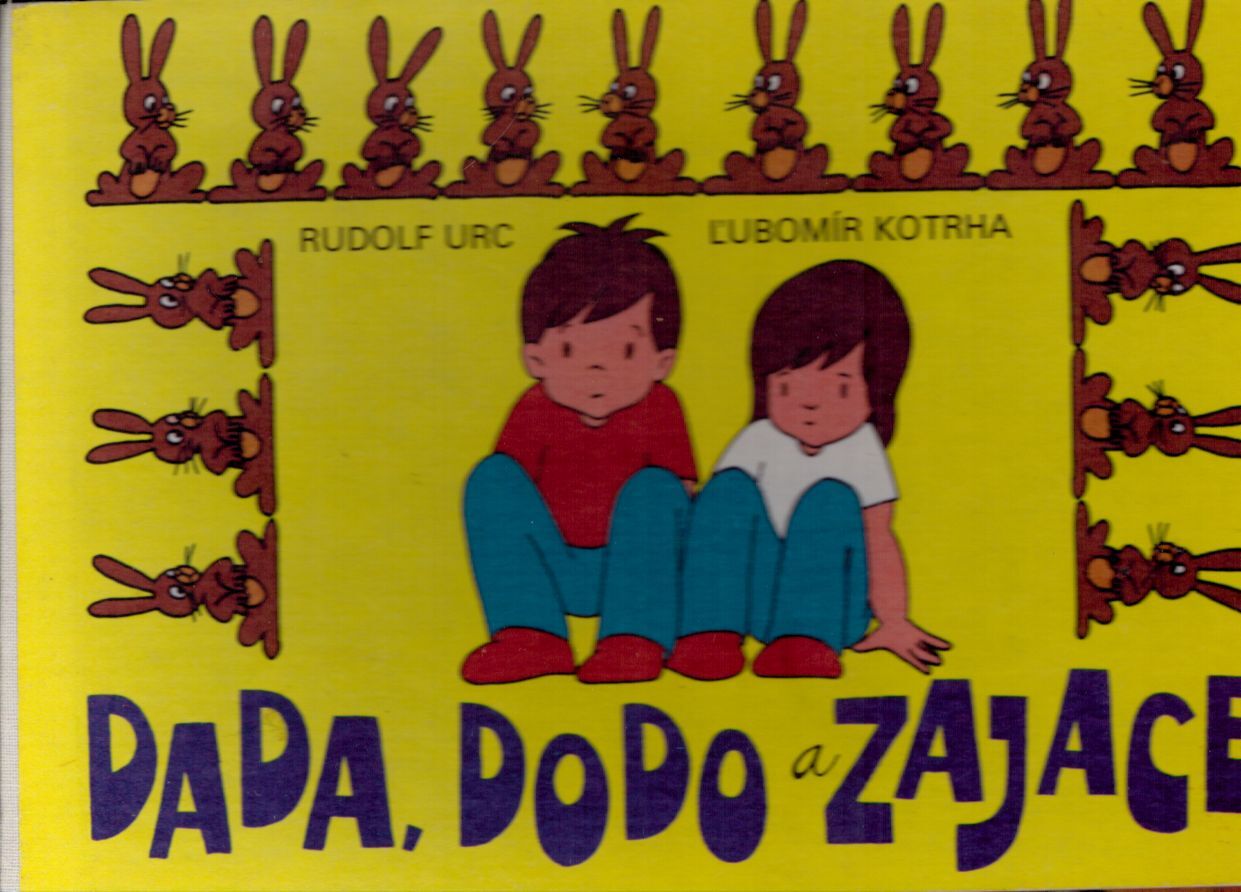 RUDOLF URC ĽUBOMÍR KOTRHA
DADA, DODO a ZAJACE